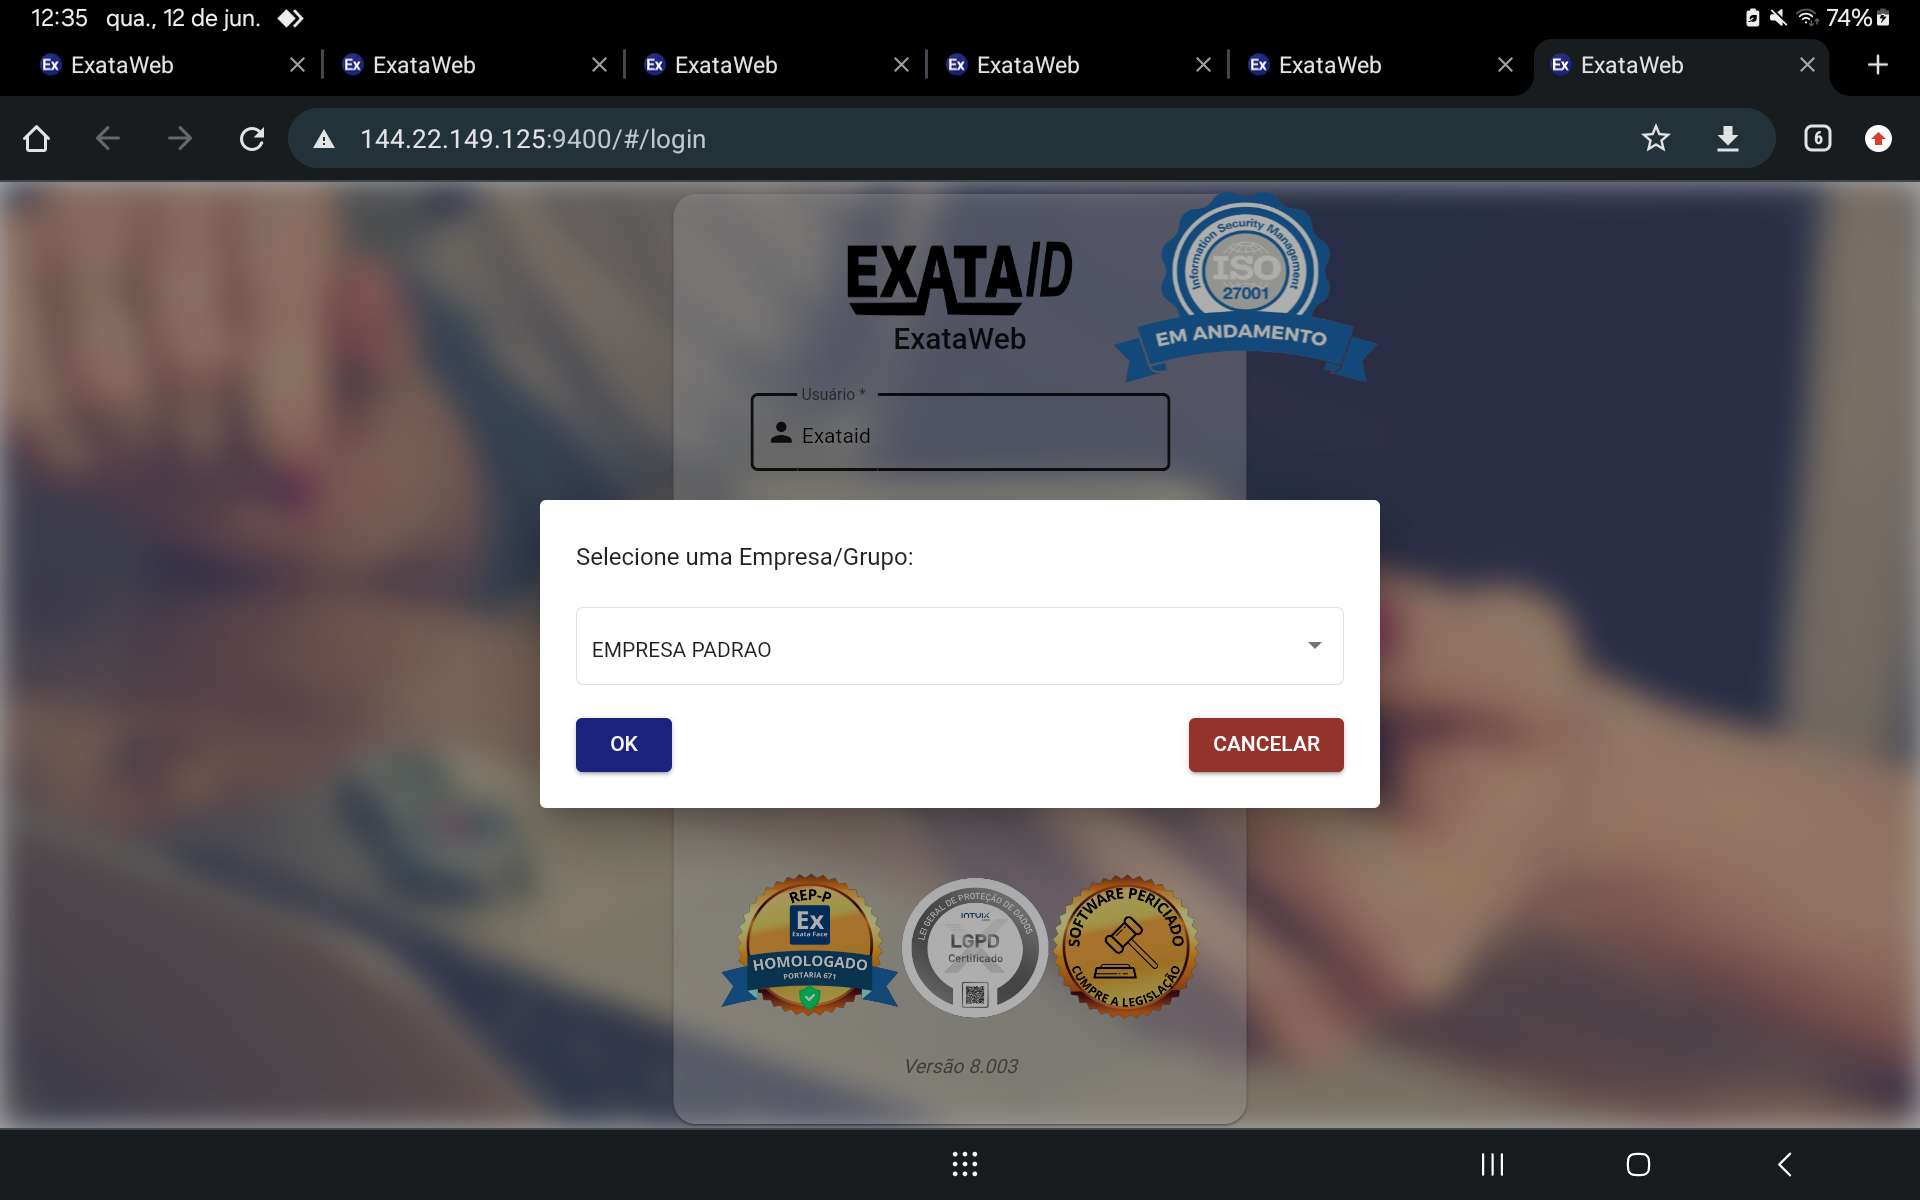 12:35 qua., 12 de jun. 74%
Ex ExataWeb Ex ExataWeb Ex ExataWeb Ex ExataWeb Ex ExataWeb Ex ExataWeb
144.22.149.125:9400/#/login 6
EXATAID
ExataWeb
Information Security Management
ISO
27001
EM ANDAMENTO
Usuário *
Exataid
Selecione uma Empresa/Grupo:
EMPRESA PADRAO
OK CANCELAR
REP-P
Ex
Exata Face
HOMOLOGADO
PORTARIA 671
LEI GERAL DE PROTEÇÃO DE DADOS
INTUIX
LGPD
Certificado
SOFTWARE PERICIADO
CUMPRE A LEGISLAÇÃO
Versão 8.003